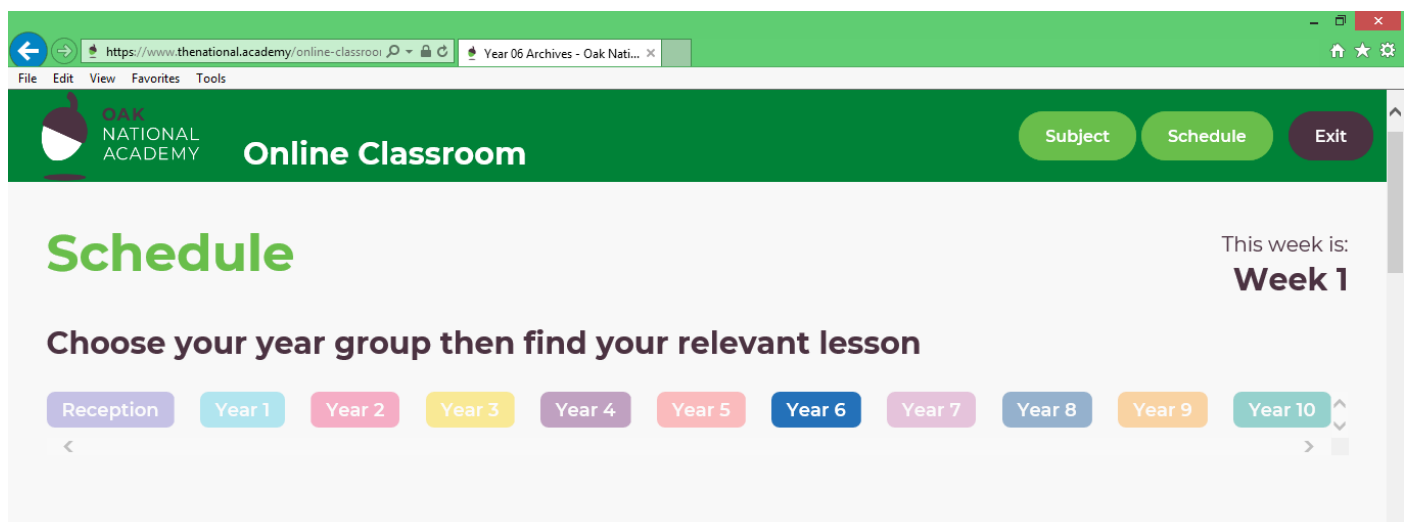 https://www.thenational.academy/online-classroo
Year 06 Archives - Oak Nati...
File Edit View Favorites Tools
OAK
NATIONAL
ACADEMY
Online Classroom
Subject Schedule Exit
Schedule
This week is:
Week 1
Choose your year group then find your relevant lesson
Reception Year 1 Year 2 Year 3 Year 4 Year 5 Year 6 Year 7 Year 8 Year 9 Year 10